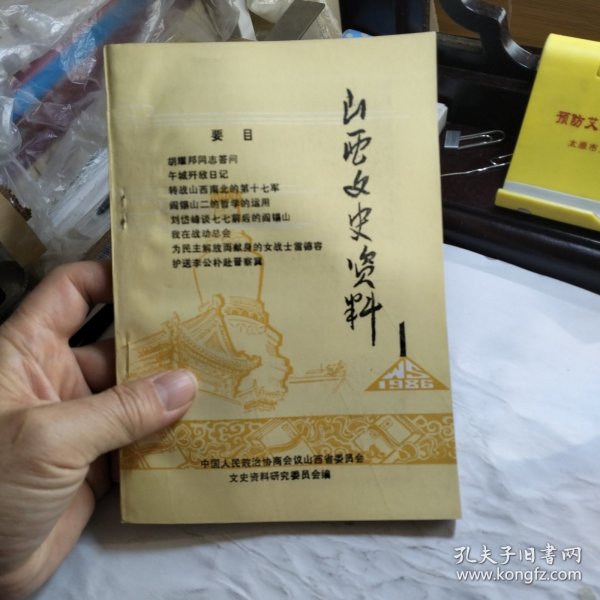 山西文史资料
1
WS
1986
要目
胡耀邦同志答问
午城歼敌日记
转战山西南北的第十七军
阎锡山二的哲学的运用
刘岱峰谈七七前后的阎锡山
我在战动总会
为民主解放而献身的女战士雷德容
护送李公朴赴晋察冀
中国人民政治协商会议山西省委员会
文史资料研究委员会编
预防艾
太原市
孔夫子旧书网
www.kongfz.com